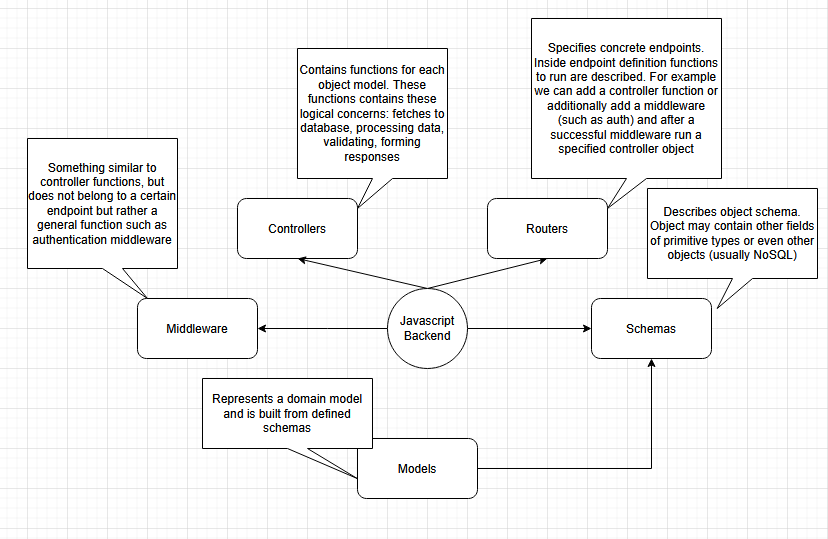 Specifies concrete endpoints.
Inside endpoint definition functions
to run are described. For example
we can add a controller function or
additionally add a middleware
(such as auth) and after a
successful middleware run a
specified controller object
Contains functions for each
object model. These
functions contains these
logical concerns: fetches to
database, processing data,
validating, forming
responses
Something similar to
controller functions, but
does not belong to a certain
endpoint but rather a
general function such as
authentication middleware
Describes object schema.
Object may contain other fields
of primitive types or even other
objects (usually NoSQL)
Controllers
Routers
Middleware
Javascript
Backend
Schemas
Represents a domain model
and is built from defined
schemas
Models